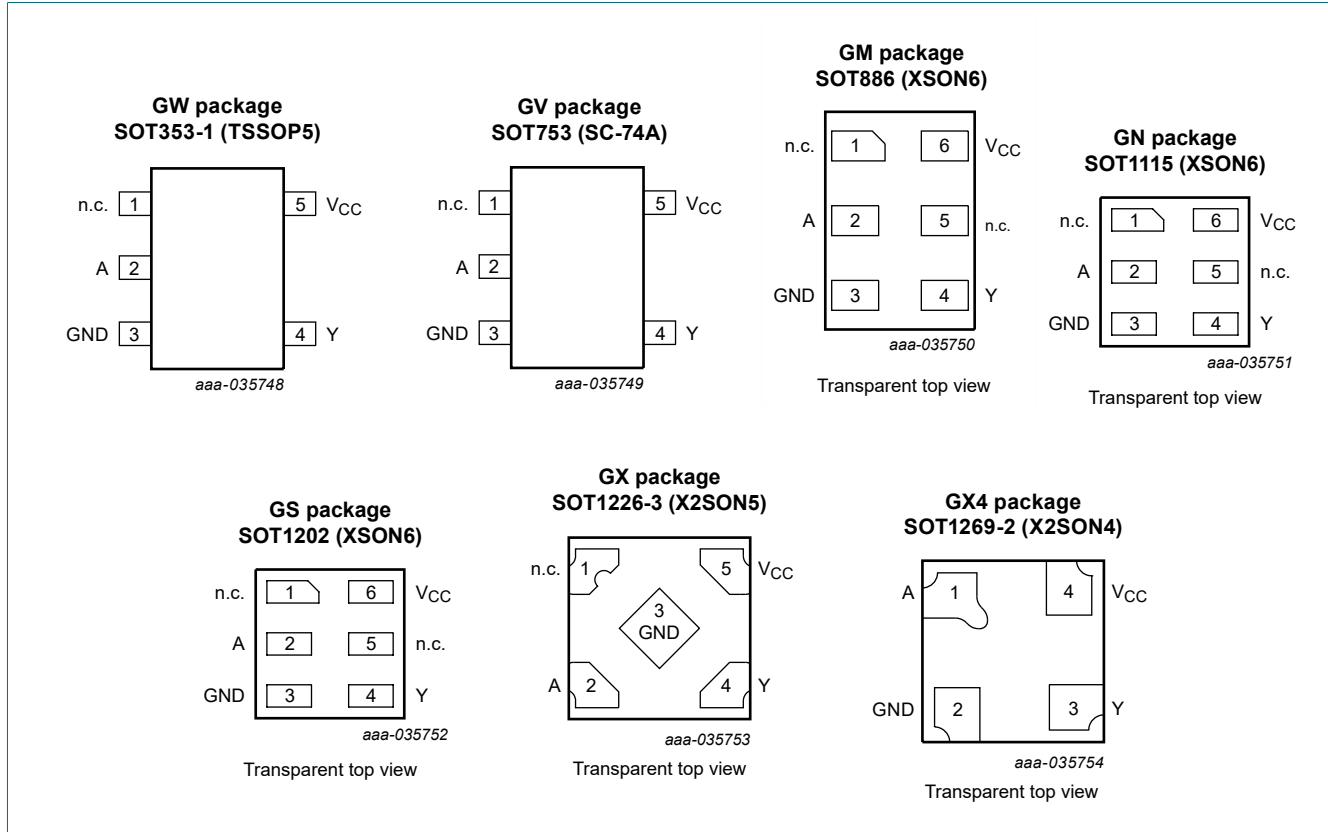 GW package
SOT353-1 (TSSOP5)
n.c. 1
5 VCC
A 2
GND 3
4 Y
aaa-035748
GV package
SOT753 (SC-74A)
n.c. 1
5 VCC
A 2
GND 3
4 Y
aaa-035749
GM package
SOT886 (XSON6)
n.c. 1 6 VCC
A 2 5 n.c.
GND 3 4 Y
aaa-035750
Transparent top view
GN package
SOT1115 (XSON6)
n.c. 1 6 VCC
A 2 5 n.c.
GND 3 4 Y
aaa-035751
Transparent top view
GS package
SOT1202 (XSON6)
n.c. 1 6 VCC
A 2 5 n.c.
GND 3 4 Y
aaa-035752
Transparent top view
GX package
SOT1226-3 (X2SON5)
n.c. 1 5 VCC
3
GND
A 2 4 Y
aaa-035753
Transparent top view
GX4 package
SOT1269-2 (X2SON4)
A 1 4 VCC
GND 2 3 Y
aaa-035754
Transparent top view